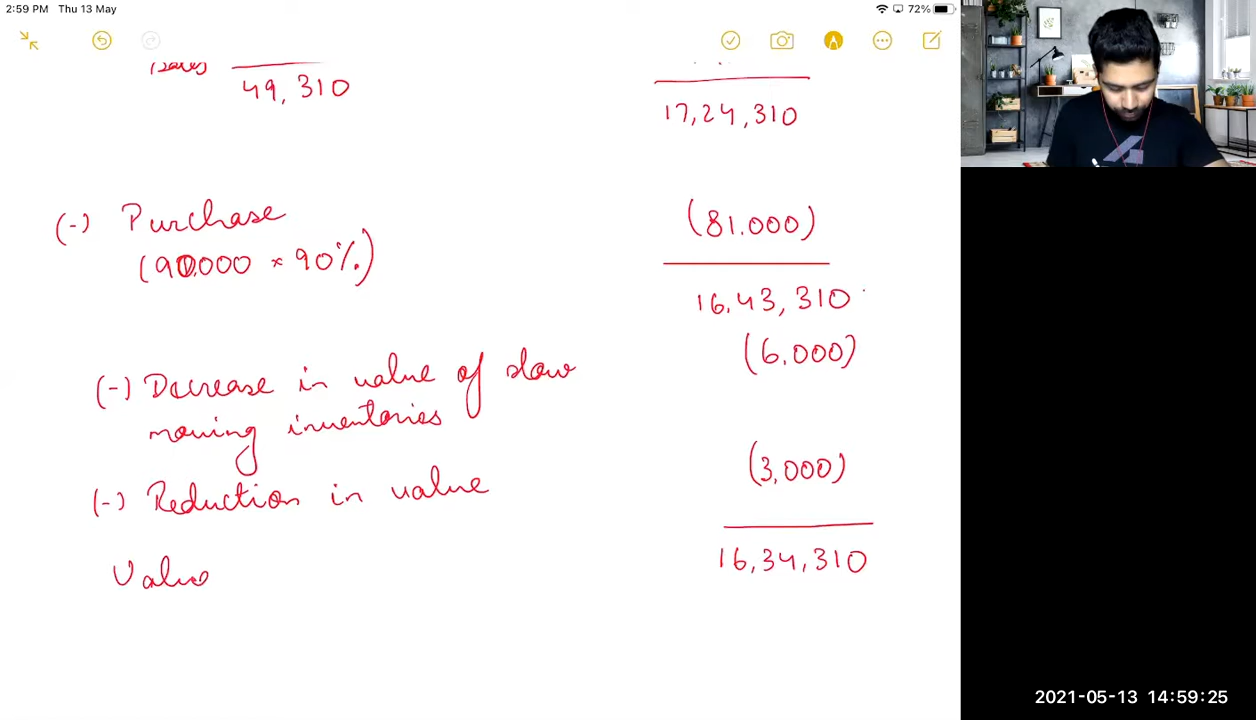 2:59 PM Thu 13 May 72%
49,310
17,24,310
(-) Purchase (81,000)
(90,000 × 90%)
16,43,310
(6,000)
(-) Decrease in value of slow
moving inventories
(3,000)
(-) Reduction in value
16,34,310
Value
2021-05-13 14:59:25